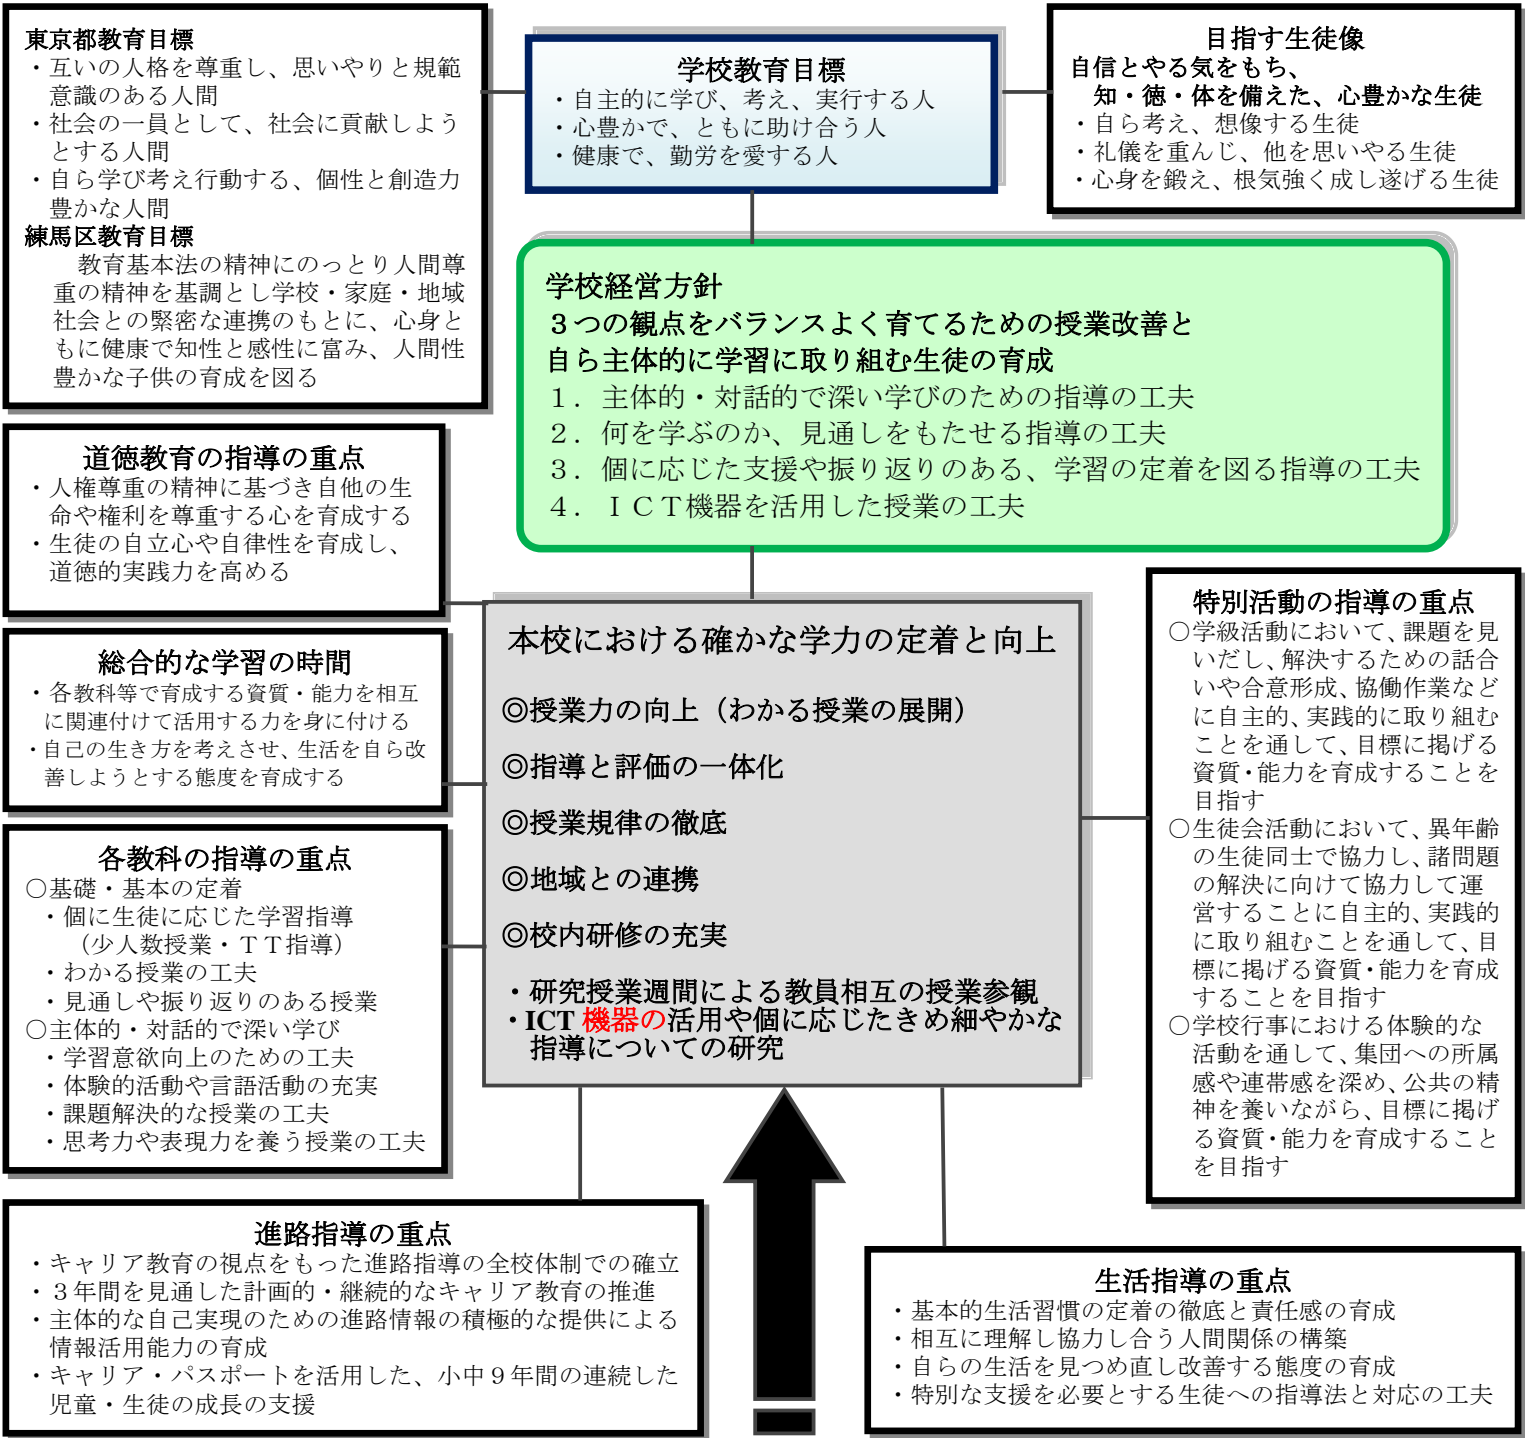 東京都教育目標
・互いの人格を尊重し、思いやりと規範
意識のある人間
・社会の一員として、社会に貢献しよう
とする人間
・自ら学び考え行動する、個性と創造力
豊かな人間
練馬区教育目標
教育基本法の精神にのっとり人間尊
重の精神を基調とし学校・家庭・地域
社会との緊密な連携のもとに、心身と
もに健康で知性と感性に富み、人間性
豊かな子供の育成を図る
学校教育目標
・自主的に学び、考え、実行する人
・心豊かで、ともに助け合う人
・健康で、勤労を愛する人
目指す生徒像
自信とやる気をもち、
知・徳・体を備えた、心豊かな生徒
・自ら考え、想像する生徒
・礼儀を重んじ、他を思いやる生徒
・心身を鍛え、根気強く成し遂げる生徒
学校経営方針
３つの観点をバランスよく育てるための授業改善と
自ら主体的に学習に取り組む生徒の育成
１．主体的・対話的で深い学びのための指導の工夫
２．何を学ぶのか、見通しをもたせる指導の工夫
３．個に応じた支援や振り返りのある、学習の定着を図る指導の工夫
４．ＩＣＴ機器を活用した授業の工夫
道徳教育の指導の重点
・人権尊重の精神に基づき自他の生
命や権利を尊重する心を育成する
・生徒の自立心や自律性を育成し、
道徳的実践力を高める
総合的な学習の時間
・各教科等で育成する資質・能力を相互
に関連付けて活用する力を身に付ける
・自己の生き方を考えさせ、生活を自ら改
善しようとする態度を育成する
各教科の指導の重点
○基礎・基本の定着
・個に生徒に応じた学習指導
（少人数授業・ＴＴ指導）
・わかる授業の工夫
・見通しや振り返りのある授業
○主体的・対話的で深い学び
・学習意欲向上のための工夫
・体験的活動や言語活動の充実
・課題解決的な授業の工夫
・思考力や表現力を養う授業の工夫
本校における確かな学力の定着と向上
◎授業力の向上（わかる授業の展開）
◎指導と評価の一体化
◎授業規律の徹底
◎地域との連携
◎校内研修の充実
・研究授業週間による教員相互の授業参観
・ICT 機器の活用や個に応じたきめ細やかな
指導についての研究
特別活動の指導の重点
○学級活動において、課題を見
いだし、解決するための話合
いや合意形成、協働作業など
に自主的、実践的に取り組む
ことを通して、目標に掲げる
資質・能力を育成することを
目指す
○生徒会活動において、異年齢
の生徒同士で協力し、諸問題
の解決に向けて協力して運
営することに自主的、実践的
に取り組むことを通して、目
標に掲げる資質・能力を育成
することを目指す
○学校行事における体験的な
活動を通して、集団への所属
感や連帯感を深め、公共の精
神を養いながら、目標に掲げ
る資質・能力を育成すること
を目指す
進路指導の重点
・キャリア教育の視点をもった進路指導の全校体制での確立
・３年間を見通した計画的・継続的なキャリア教育の推進
・主体的な自己実現のための進路情報の積極的な提供による
情報活用能力の育成
・キャリア・パスポートを活用した、小中９年間の連続した
児童・生徒の成長の支援
生活指導の重点
・基本的生活習慣の定着の徹底と責任感の育成
・相互に理解し協力し合う人間関係の構築
・自らの生活を見つめ直し改善する態度の育成
・特別な支援を必要とする生徒への指導法と対応の工夫